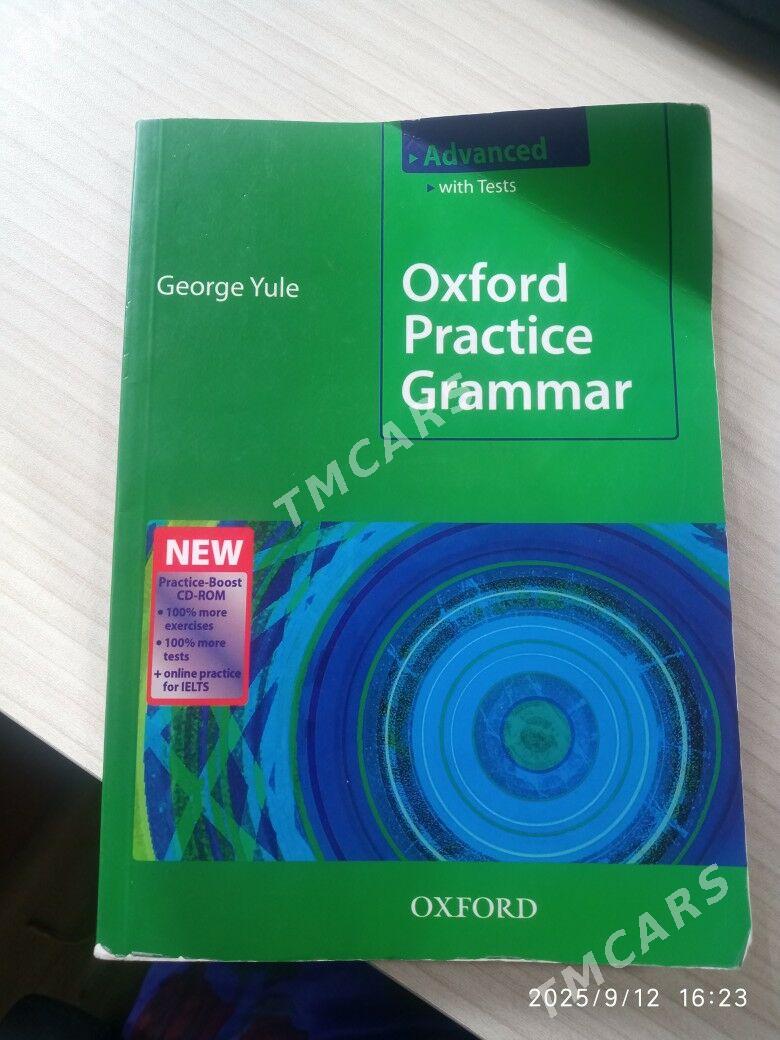 Advanced
with Tests
George Yule
Oxford
Practice
Grammar
TMCARS
NEW
Practice-Boost
CD-ROM
• 100% more
exercises
• 100% more
tests
+ online practice
for IELTS
OXFORD
TMCARS
2025/9/12 16:23